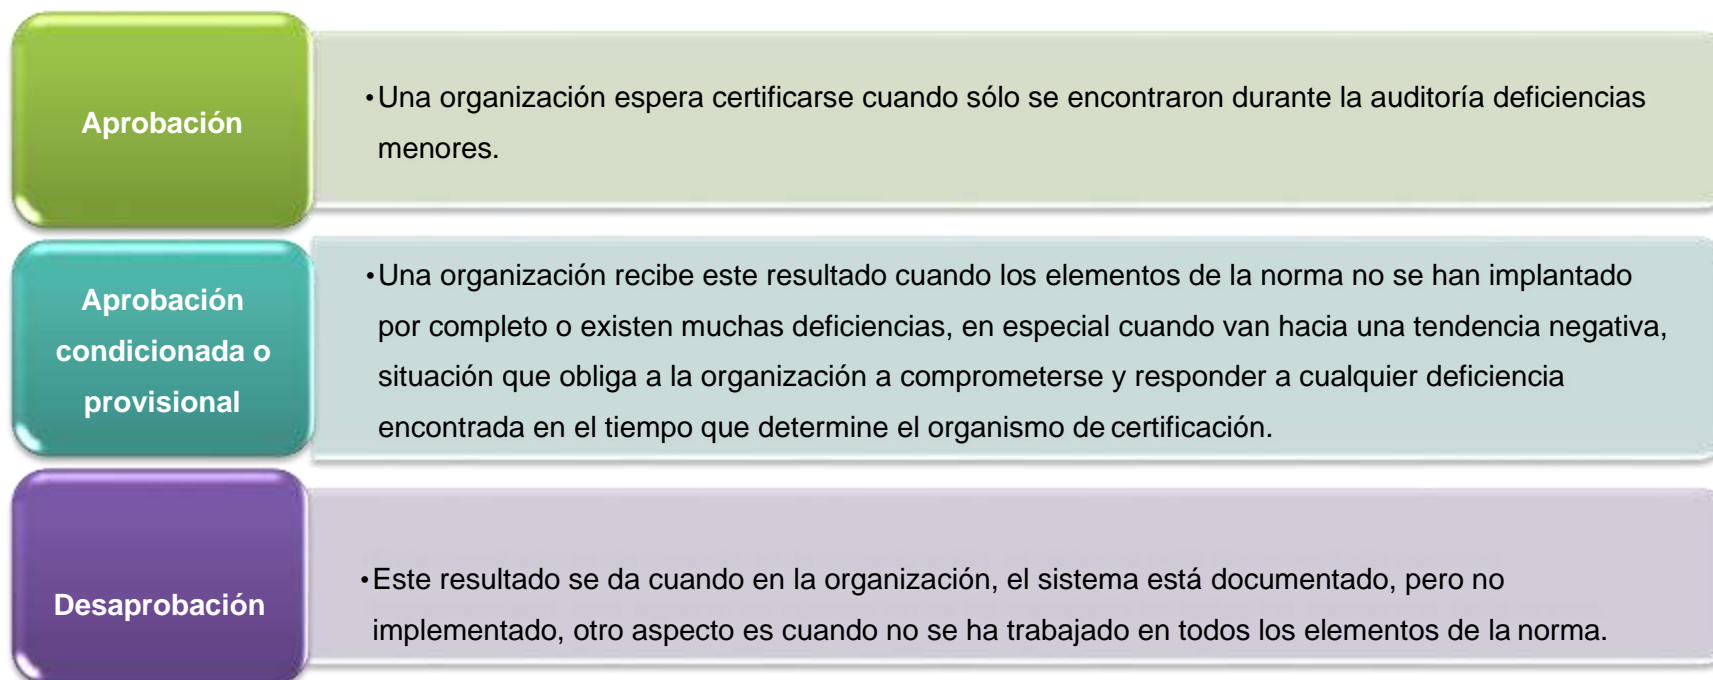 Aprobación
•Una organización espera certificarse cuando sólo se encontraron durante la auditoría deficiencias
menores.
Aprobación
condicionada o
provisional
•Una organización recibe este resultado cuando los elementos de la norma no se han implantado
por completo o existen muchas deficiencias, en especial cuando van hacia una tendencia negativa,
situación que obliga a la organización a comprometerse y responder a cualquier deficiencia
encontrada en el tiempo que determine el organismo de certificación.
Desaprobación
•Este resultado se da cuando en la organización, el sistema está documentado, pero no
implementado, otro aspecto es cuando no se ha trabajado en todos los elementos de la norma.